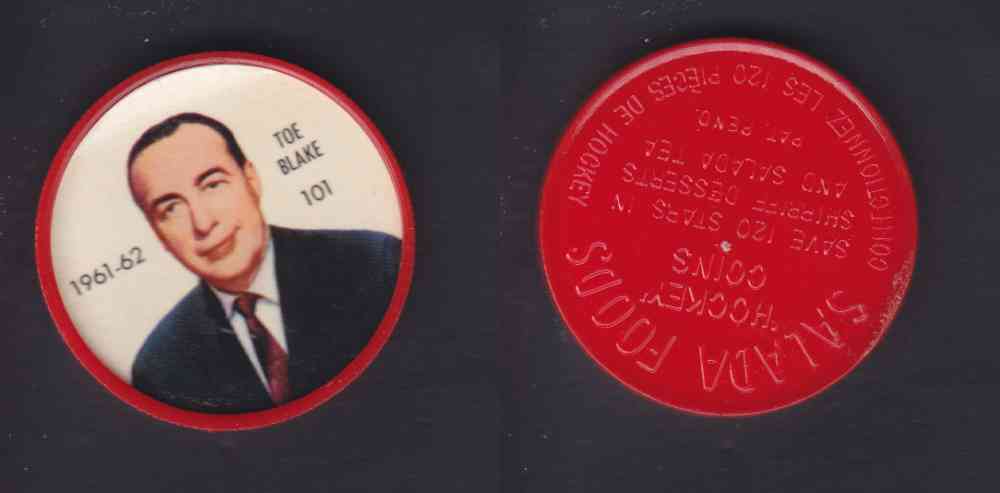 TOE
BLAKE
101
1961-62
SALADA FOODS
"HOCKEY"
COINS
SAVE 120 STARS IN
SHIRRIFF DESSERTS
AND SALADA TEA
PAT. PEND.
COLLECTIONNEZ LES 120 PIÈCES DE HOCKEY